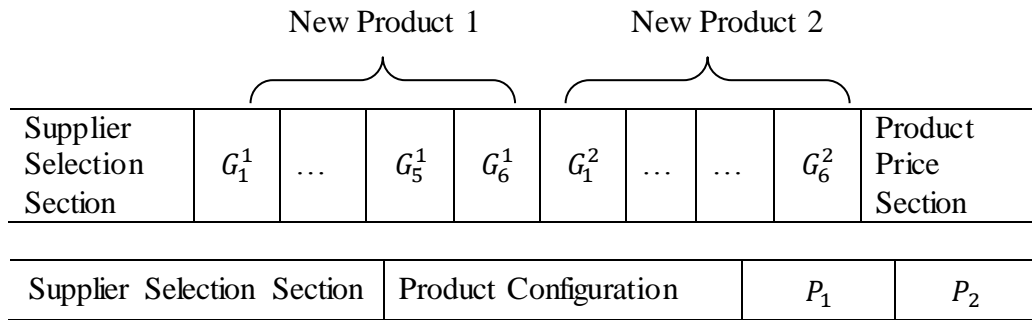 New Product 1 New Product 2
Supplier Selection Section G_1^1 … G_5^1 G_6^1 G_1^2 … … G_6^2 Product Price Section
Supplier Selection Section Product Configuration P_1 P_2